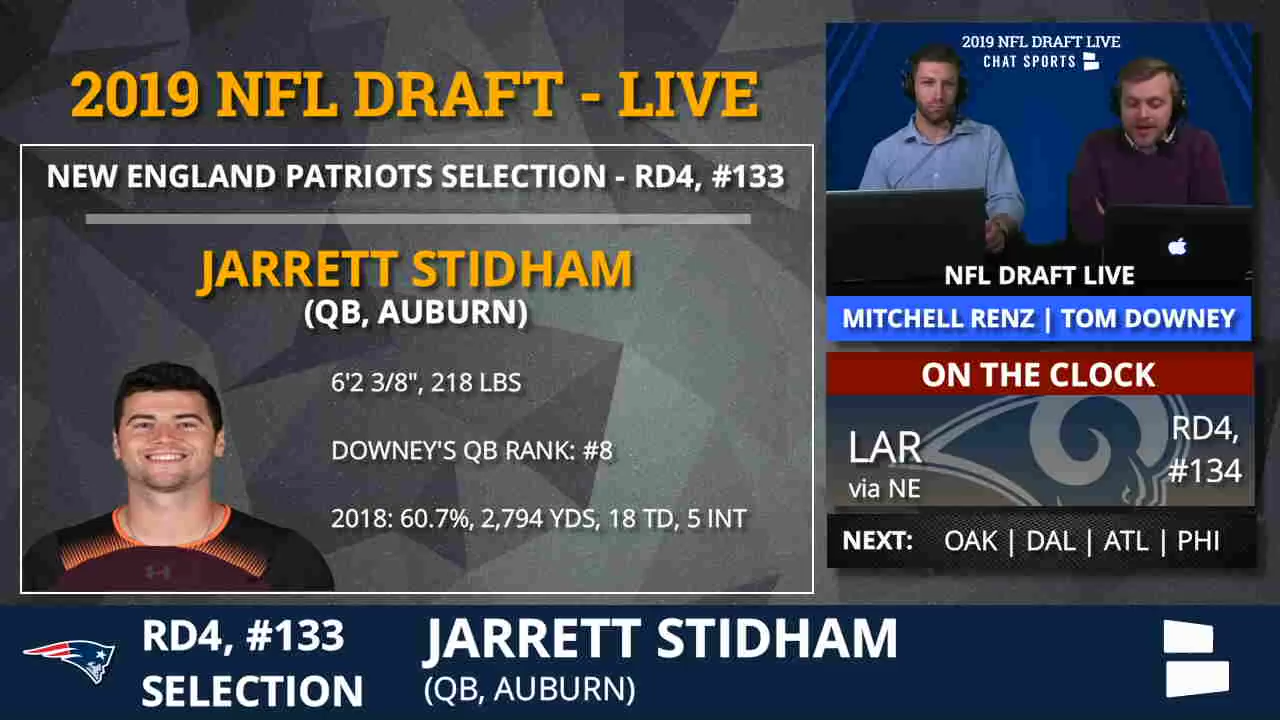 2019 NFL DRAFT - LIVE
NEW ENGLAND PATRIOTS SELECTION - RD4, #133
JARRETT STIDHAM
(QB, AUBURN)
6'2 3/8", 218 LBS
DOWNEY'S QB RANK: #8
2018: 60.7%, 2,794 YDS, 18 TD, 5 INT
2019 NFL DRAFT LIVE
CHAT SPORTS
NFL DRAFT LIVE
MITCHELL RENZ | TOM DOWNEY
ON THE CLOCK
LAR
via NE
RD4,
#134
NEXT: OAK | DAL | ATL | PHI
RD4, #133
SELECTION
JARRETT STIDHAM
(QB, AUBURN)